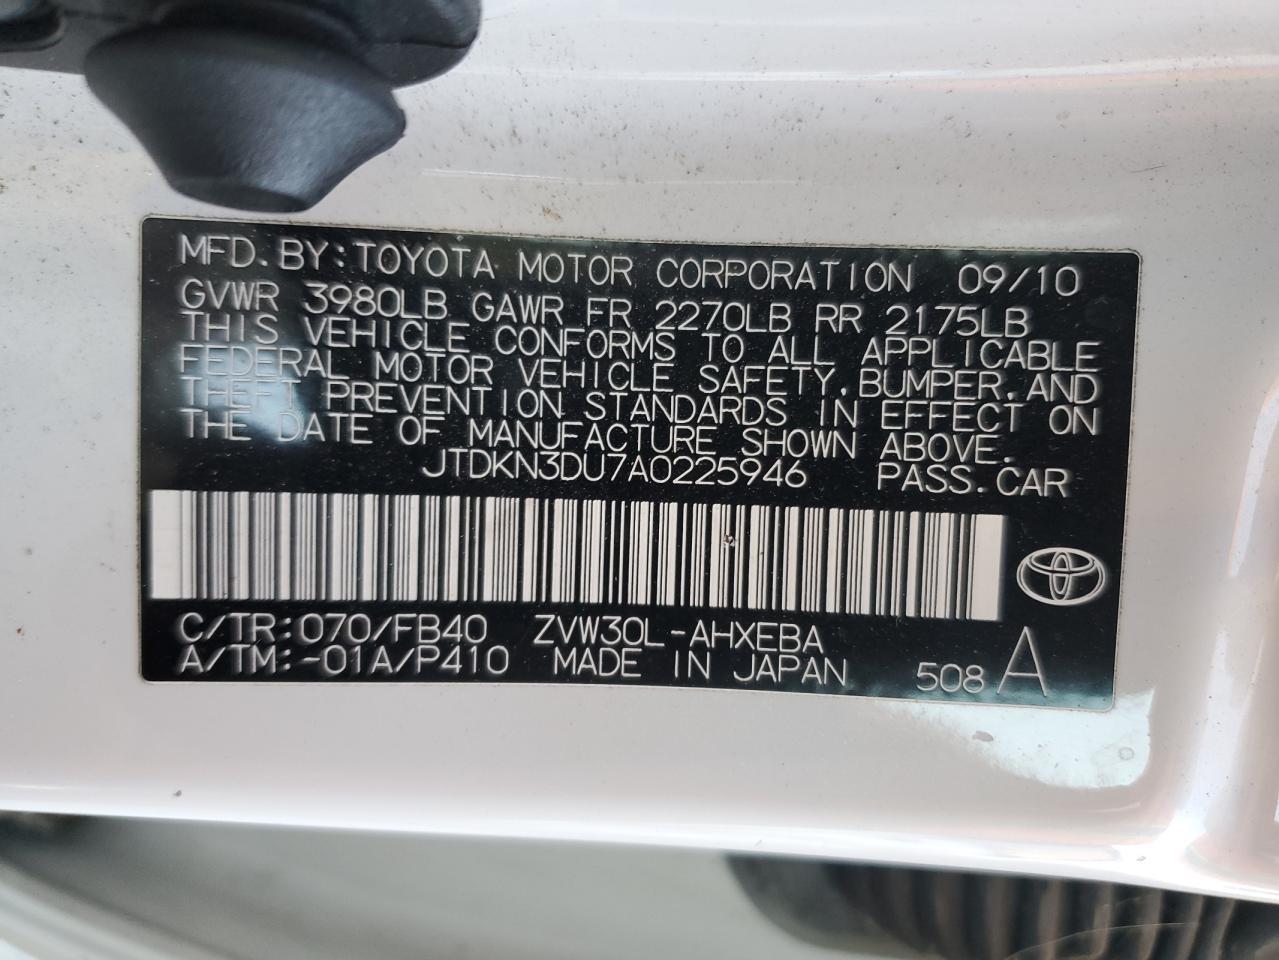 MFD. BY: TOYOTA MOTOR CORPORATION 09/10
GVWR 3980LB GAWR FR 2270LB RR 2175LB
THIS VEHICLE CONFORMS TO ALL APPLICABLE
FEDERAL MOTOR VEHICLE SAFETY, BUMPER, AND
THEFT PREVENTION STANDARDS IN EFFECT ON
THE DATE OF MANUFACTURE SHOWN ABOVE.
JTDKN3DU7A0225946 PASS. CAR
C/TR: 070/FB40 ZVW30L-AHXEBA
A/TM: -01A/P410 MADE IN JAPAN 508 A